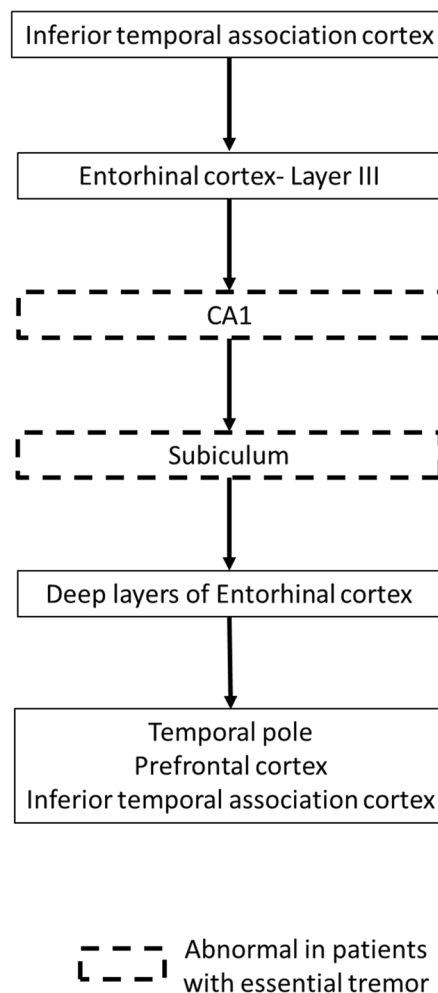 Inferior temporal association cortex
Entorhinal cortex- Layer III
CA1
Subiculum
Deep layers of Entorhinal cortex
Temporal pole
Prefrontal cortex
Inferior temporal association cortex
Abnormal in patients
with essential tremor